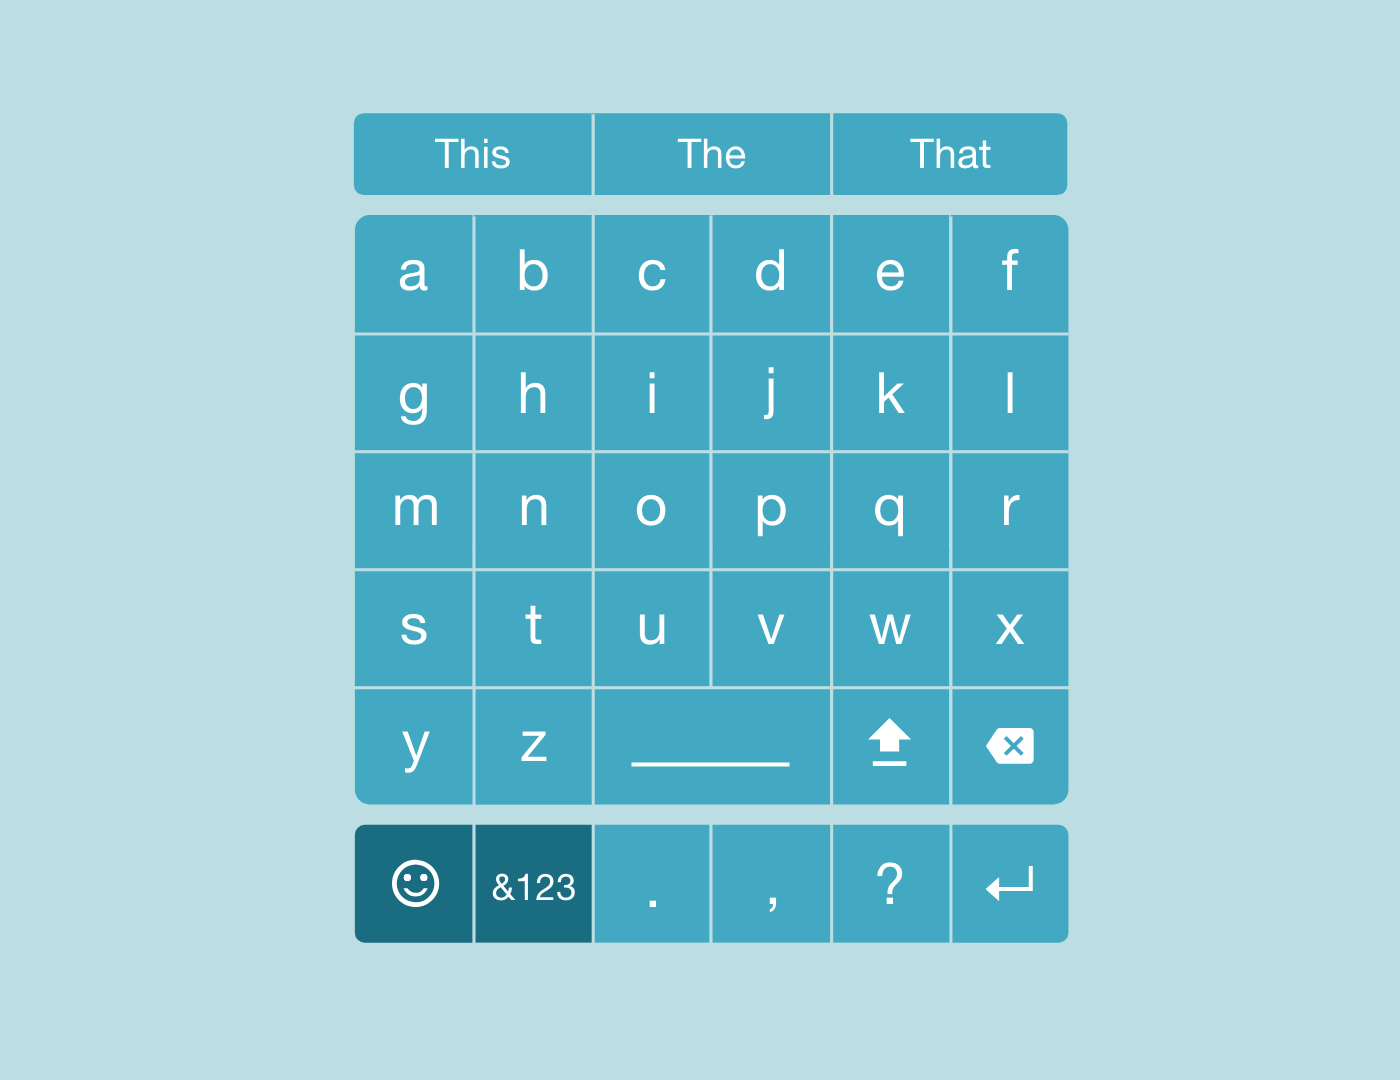 This The That
a b c d e f
g h i j k l
m n o p q r
s t u v w x
y z
&123 . , ?